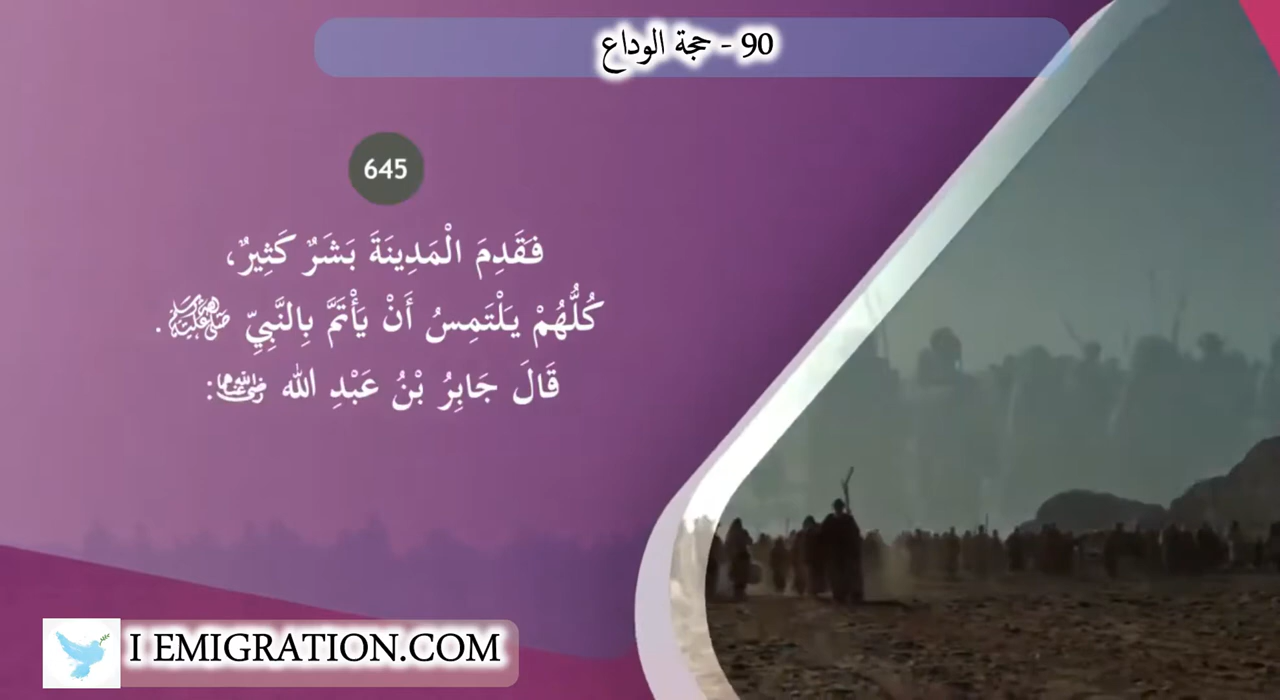 90 - حجة الوداع
645
فَقَدِمَ الْمَدِينَةَ بَشَرٌ كَثِيرٌ،
كُلُّهُمْ يَلْتَمِسُ أَنْ يَأْتَمَّ بِالنَّبِيِّ ﷺ.
قَالَ جَابِرُ بْنُ عَبْدِ الله رضي الله عنهما:
I EMIGRATION.COM